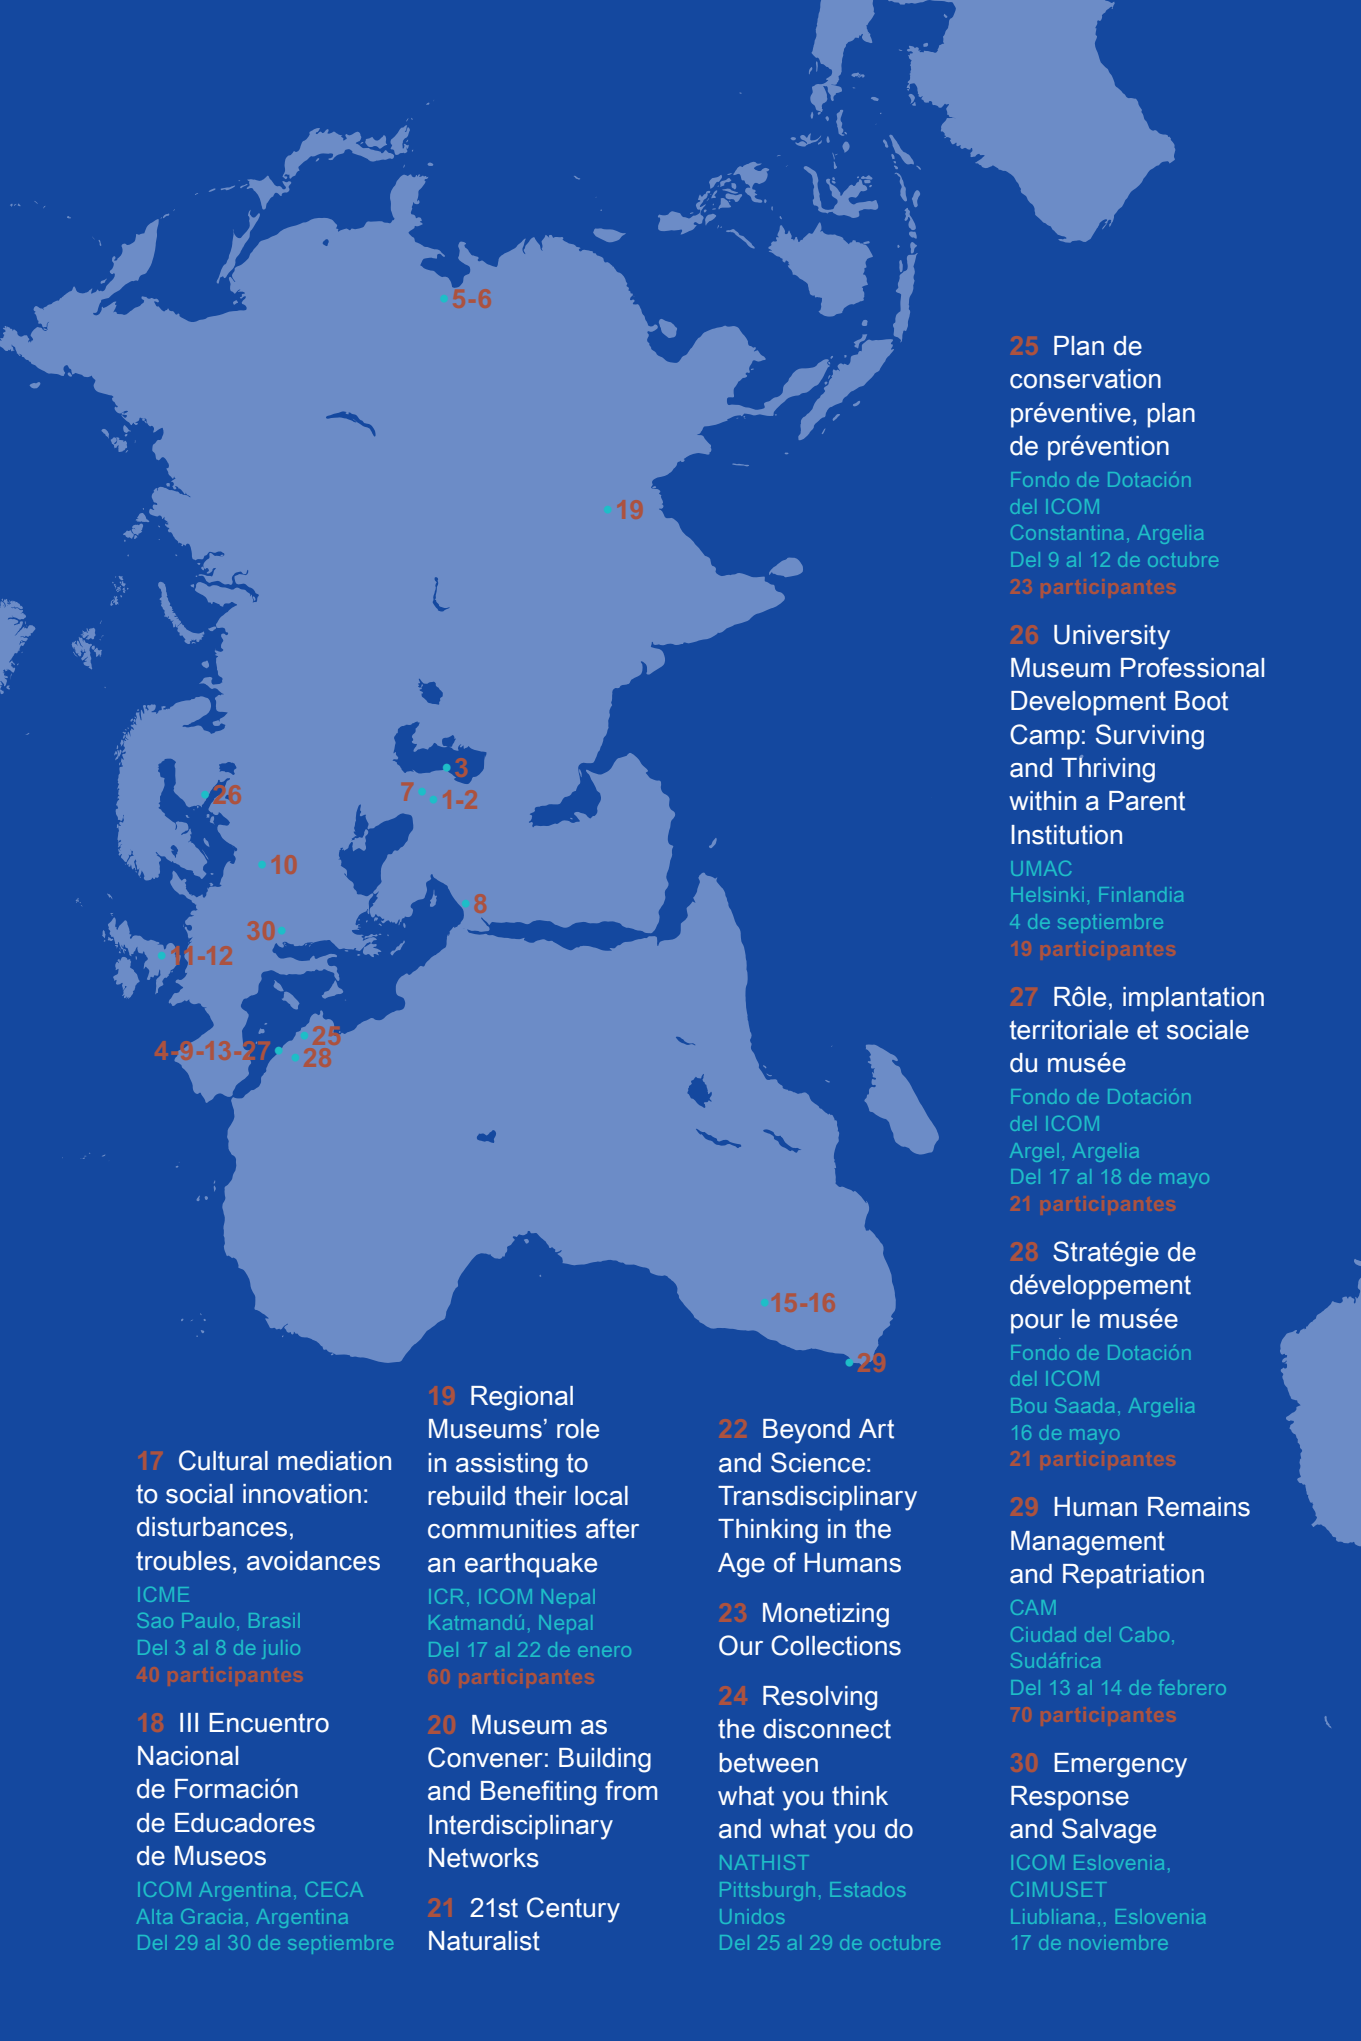 5-6
19
3
7
1-2
26
10
8
30
11-12
25
4-9-13-27
28
15-16
29
17 Cultural mediation
to social innovation:
disturbances,
troubles, avoidances
ICME
Sao Paulo, Brasil
Del 3 al 8 de julio
40 participantes
18 III Encuentro
Nacional
de Formación
de Educadores
de Museos
ICOM Argentina, CECA
Alta Gracia, Argentina
Del 29 al 30 de septiembre
19 Regional
Museums’ role
in assisting to
rebuild their local
communities after
an earthquake
ICR, ICOM Nepal
Katmandú, Nepal
Del 17 al 22 de enero
60 participantes
20 Museum as
Convener: Building
and Benefiting from
Interdisciplinary
Networks
21 21st Century
Naturalist
22 Beyond Art
and Science:
Transdisciplinary
Thinking in the
Age of Humans
23 Monetizing
Our Collections
24 Resolving
the disconnect
between
what you think
and what you do
NATHIST
Pittsburgh, Estados
Unidos
Del 25 al 29 de octubre
25 Plan de
conservation
préventive, plan
de prévention
Fondo de Dotación
del ICOM
Constantina, Argelia
Del 9 al 12 de octubre
23 participantes
26 University
Museum Professional
Development Boot
Camp: Surviving
and Thriving
within a Parent
Institution
UMAC
Helsinki, Finlandia
4 de septiembre
19 participantes
27 Rôle, implantation
territoriale et sociale
du musée
Fondo de Dotación
del ICOM
Argel, Argelia
Del 17 al 18 de mayo
21 participantes
28 Stratégie de
développement
pour le musée
Fondo de Dotación
del ICOM
Bou Saada, Argelia
16 de mayo
21 participantes
29 Human Remains
Management
and Repatriation
CAM
Ciudad del Cabo,
Sudáfrica
Del 13 al 14 de febrero
70 participantes
30 Emergency
Response
and Salvage
ICOM Eslovenia,
CIMUSET
Liubliana,, Eslovenia
17 de noviembre